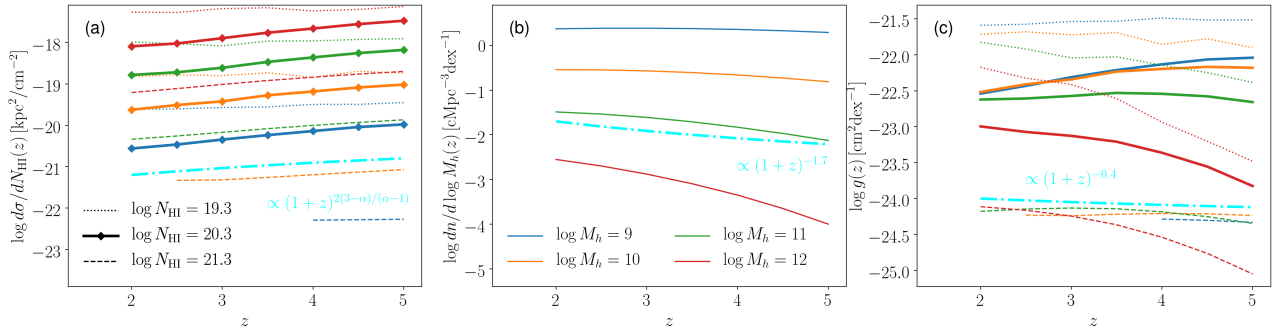 (a)
log dσ/dN_HI(z) [kpc²/cm⁻²]
−18
−19
−20
−21
−22
−23
∝ (1 + z)^{2(3−α)/(α−1)}
log N_HI = 19.3
log N_HI = 20.3
log N_HI = 21.3
2
3
4
5
z
(b)
log dn/d log M_h(z) [cMpc⁻³dex⁻¹]
0
−1
−2
−3
−4
−5
∝ (1 + z)^{−1.7}
log M_h = 9
log M_h = 10
log M_h = 11
log M_h = 12
2
3
4
5
z
(c)
log g(z) [cm²dex⁻¹]
−21.5
−22.0
−22.5
−23.0
−23.5
−24.0
−24.5
−25.0
∝ (1 + z)^{−0.4}
2
3
4
5
z